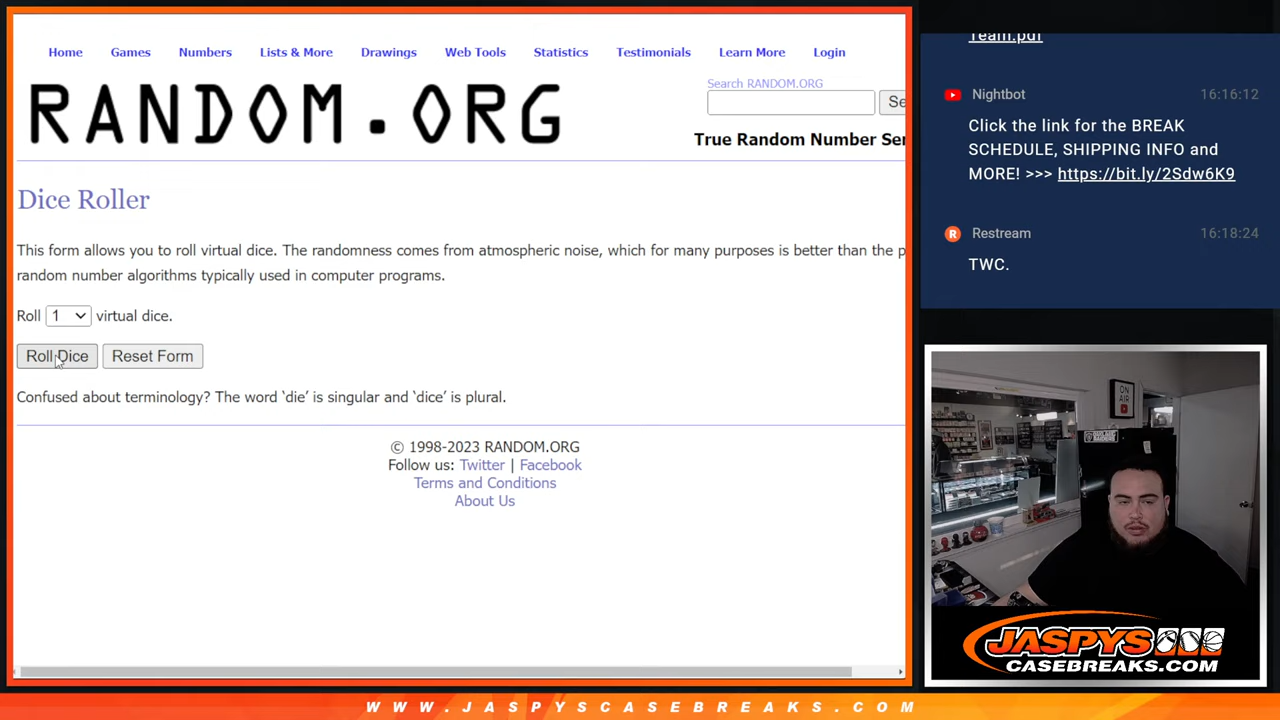 Home Games Numbers Lists & More Drawings Web Tools Statistics Testimonials Learn More Login
RANDOM.ORG
Search RANDOM.ORG
Se
True Random Number Ser
Dice Roller
This form allows you to roll virtual dice. The randomness comes from atmospheric noise, which for many purposes is better than the p
random number algorithms typically used in computer programs.
Roll 1 virtual dice.
Roll Dice Reset Form
Confused about terminology? The word ‘die’ is singular and ‘dice’ is plural.
© 1998-2023 RANDOM.ORG
Follow us: Twitter | Facebook
Terms and Conditions
About Us
Team.pdf
Nightbot 16:16:12
Click the link for the BREAK
SCHEDULE, SHIPPING INFO and
MORE! >>> https://bit.ly/2Sdw6K9
Restream 16:18:24
TWC.
ON
AIR
JASPYS
CASEBREAKS.COM
WWW.JASPYSCASEBREAKS.COM